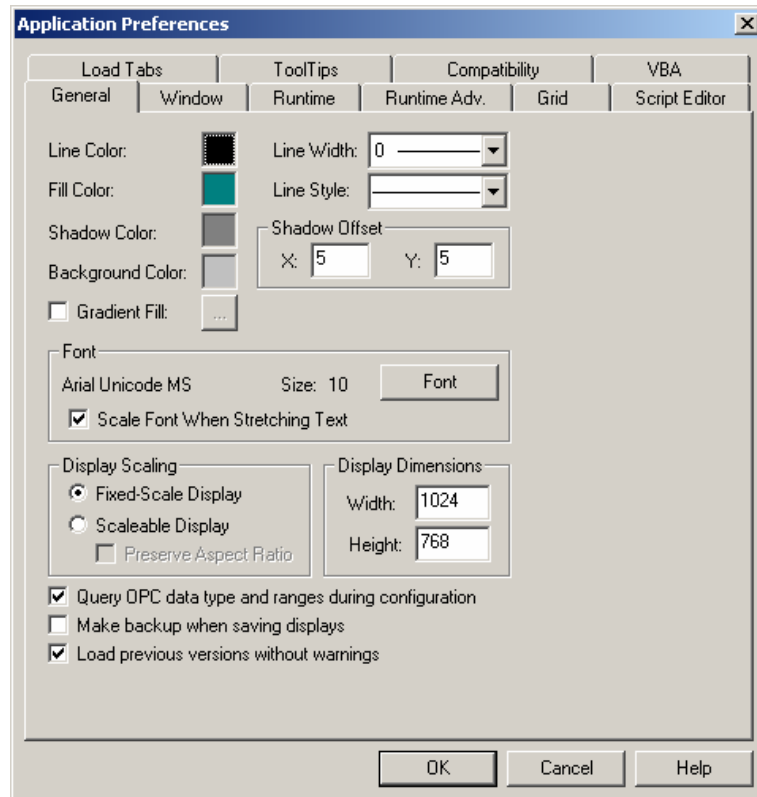 Application Preferences
Load Tabs ToolTips Compatibility VBA
General Window Runtime Runtime Adv. Grid Script Editor
Line Color: Line Width: 0
Fill Color: Line Style:
Shadow Color: Shadow Offset
X: 5 Y: 5
Background Color:
Gradient Fill: ...
Font
Arial Unicode MS Size: 10 Font
Scale Font When Stretching Text
Display Scaling Display Dimensions
Fixed-Scale Display Width: 1024
Scaleable Display
Preserve Aspect Ratio Height: 768
Query OPC data type and ranges during configuration
Make backup when saving displays
Load previous versions without warnings
OK Cancel Help